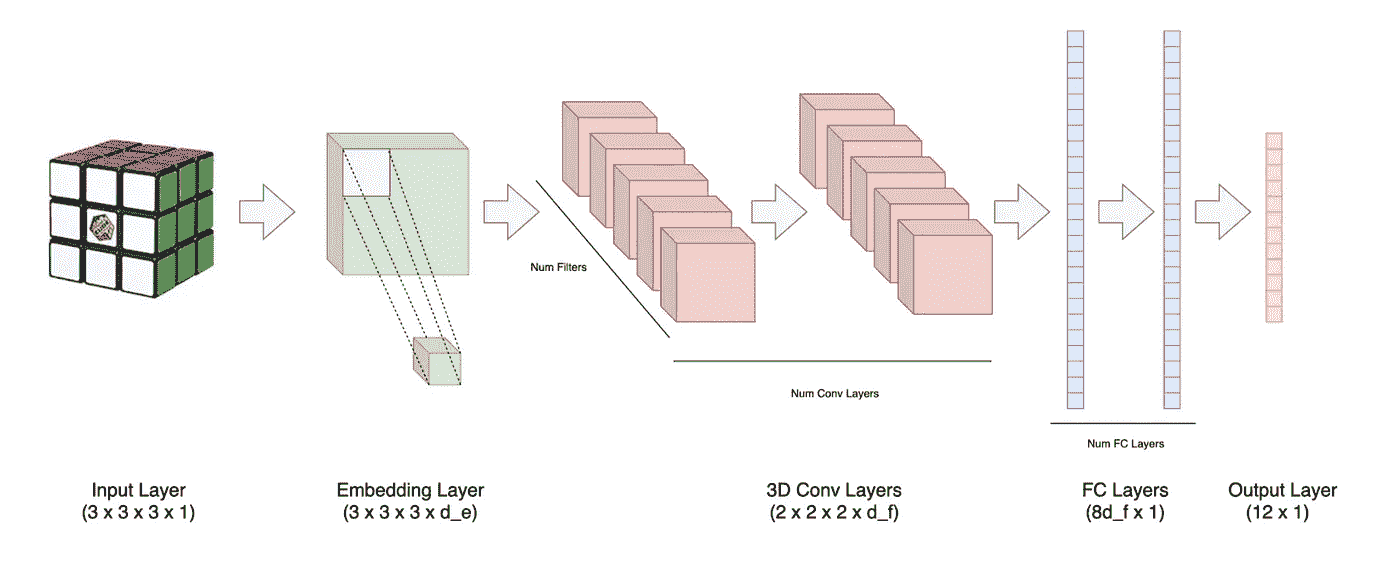 Num Filters
Num Conv Layers
Num FC Layers
Input Layer
(3 x 3 x 3 x 1)
Embedding Layer
(3 x 3 x 3 x d_e)
3D Conv Layers
(2 x 2 x 2 x d_f)
FC Layers
(8d_f x 1)
Output Layer
(12 x 1)